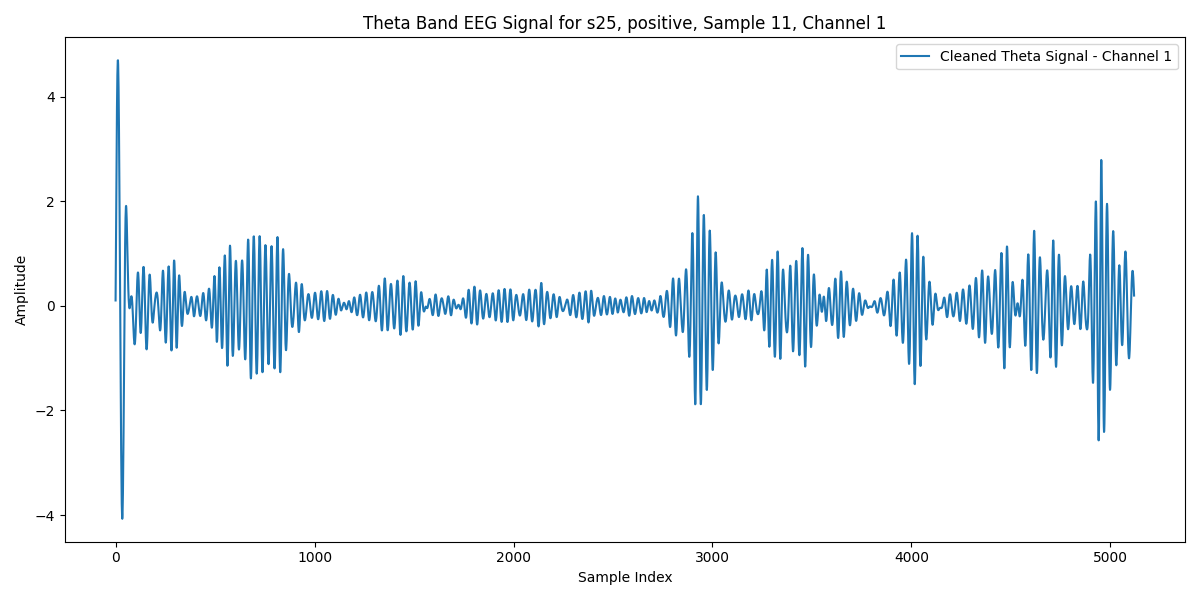 Theta Band EEG Signal for s25, positive, Sample 11, Channel 1
Cleaned Theta Signal - Channel 1
Amplitude
4
2
0
−2
−4
0 1000 2000 3000 4000 5000
Sample Index